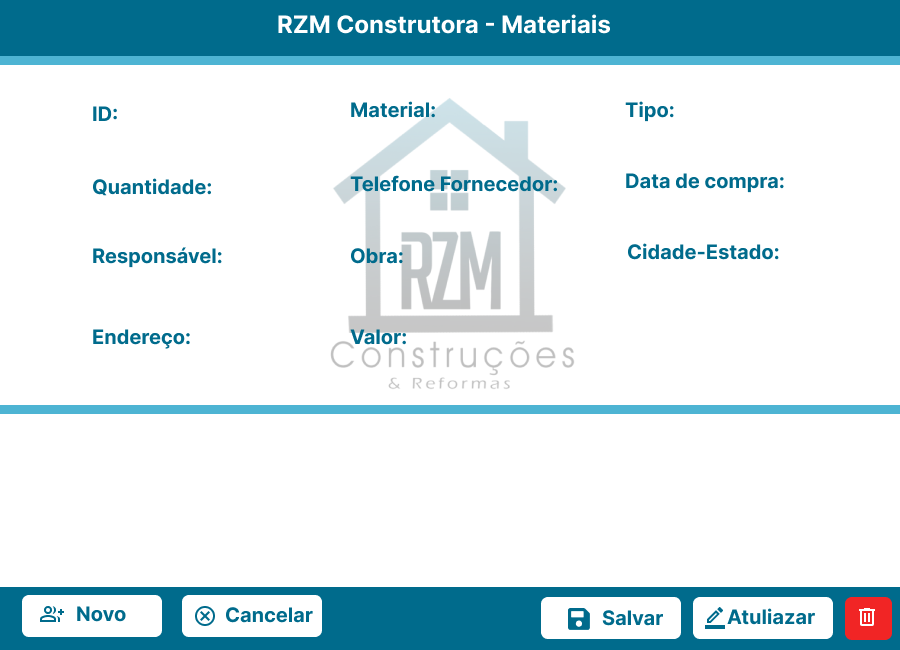 RZM Construtora - Materiais
ID:
Material:
Tipo:
Quantidade:
Telefone Fornecedor:
Data de compra:
Responsável:
Obra:
Cidade-Estado:
RZM
Endereço:
Valor:
Construções
& Reformas
Novo
Cancelar
Salvar
Atuliazar